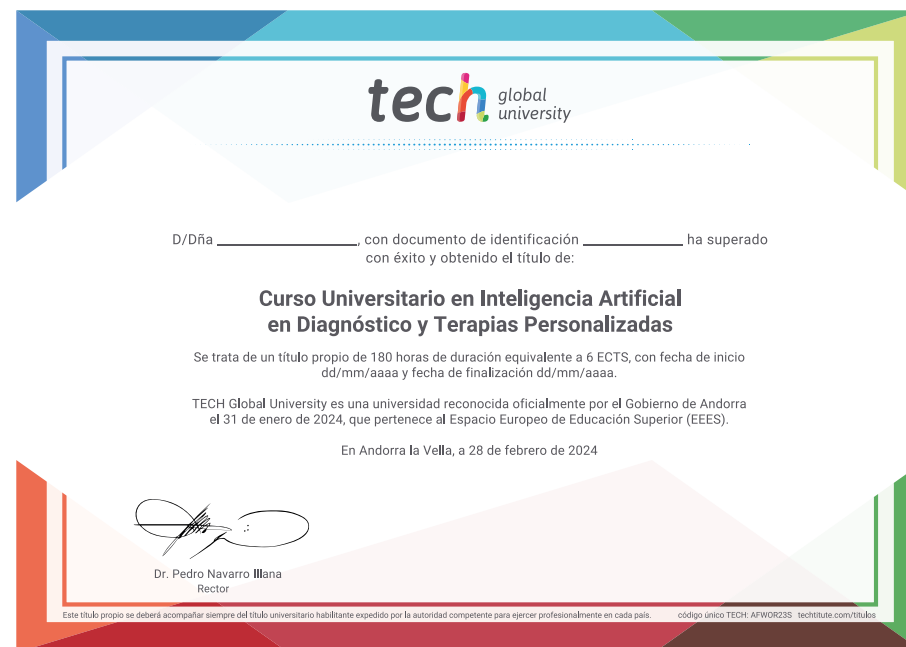 tech global university
D/Dña ____________, con documento de identificación ____________ ha superado
con éxito y obtenido el título de:
Curso Universitario en Inteligencia Artificial
en Diagnóstico y Terapias Personalizadas
Se trata de un título propio de 180 horas de duración equivalente a 6 ECTS, con fecha de inicio
dd/mm/aaaa y fecha de finalización dd/mm/aaaa.
TECH Global University es una universidad reconocida oficialmente por el Gobierno de Andorra
el 31 de enero de 2024, que pertenece al Espacio Europeo de Educación Superior (EEES).
En Andorra la Vella, a 28 de febrero de 2024
Dr. Pedro Navarro Illana
Rector
Este título propio se deberá acompañar siempre del título universitario habilitante expedido por la autoridad competente para ejercer profesionalmente en cada país. código único TECH: AFWOR23S techtitute.com/titulos